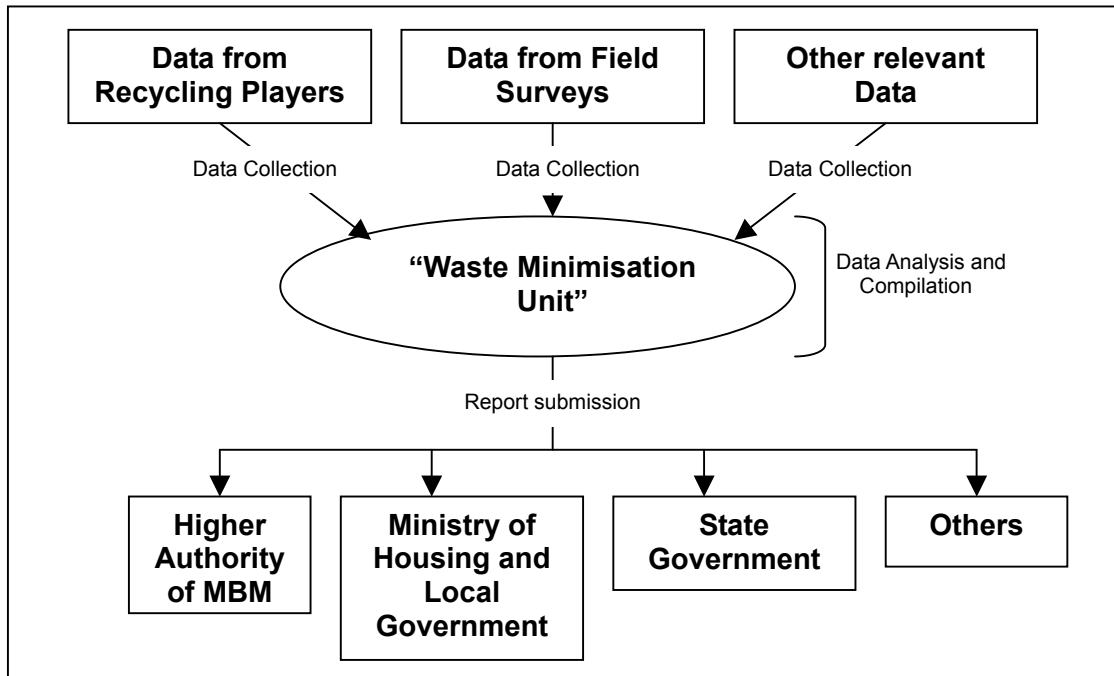 Data from
Recycling Players
Data from Field
Surveys
Other relevant
Data
Data Collection
Data Collection
Data Collection
“Waste Minimisation
Unit”
Data Analysis and
Compilation
Report submission
Higher
Authority
of MBM
Ministry of
Housing and
Local
Government
State
Government
Others